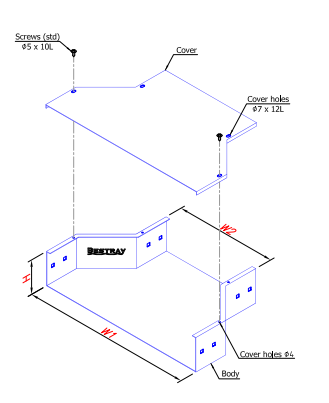 Screws (std)
Φ5 x 10L
Cover
Cover holes
Φ7 x 12L
W2
BESTRAY
H
W1
Cover holes Φ4
Body